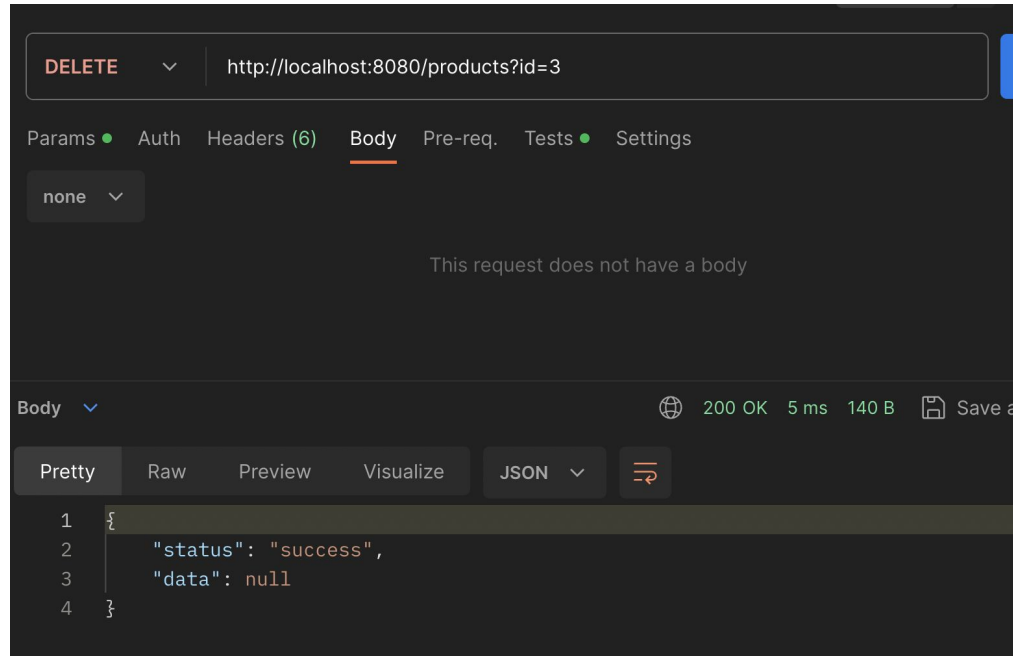 DELETE http://localhost:8080/products?id=3
Params Auth Headers (6) Body Pre-req. Tests Settings
none
This request does not have a body
Body 200 OK 5 ms 140 B Save a
Pretty Raw Preview Visualize JSON
1 {
2 "status": "success",
3 "data": null
4 }